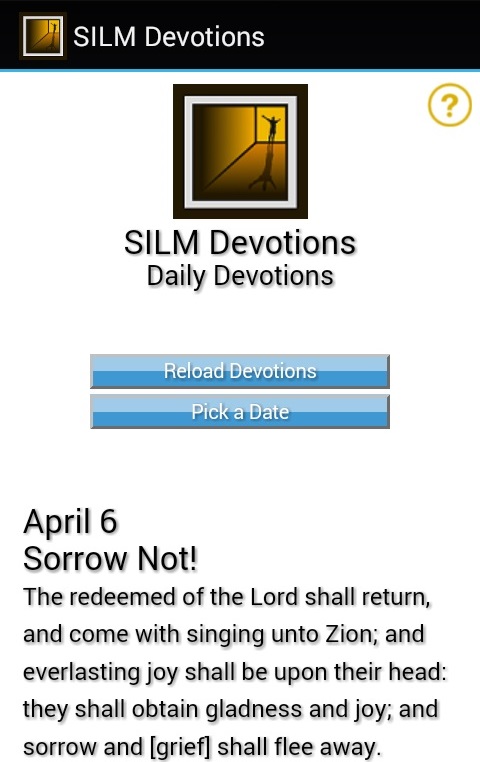 SILM Devotions
?
SILM Devotions
Daily Devotions
Reload Devotions
Pick a Date
April 6
Sorrow Not!
The redeemed of the Lord shall return,
and come with singing unto Zion; and
everlasting joy shall be upon their head:
they shall obtain gladness and joy; and
sorrow and [grief] shall flee away.